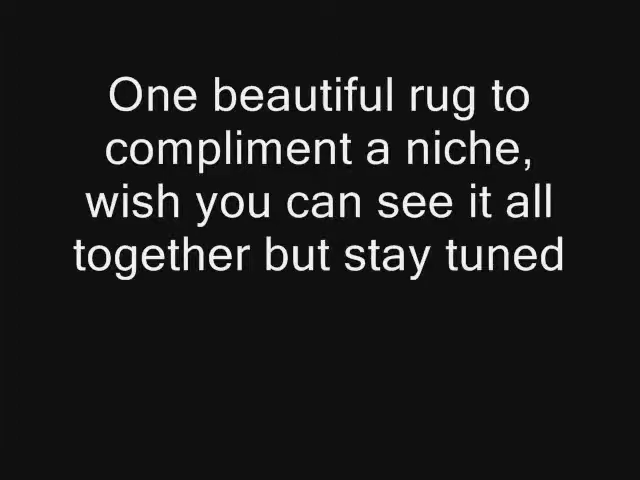 One beautiful rug to
compliment a niche,
wish you can see it all
together but stay tuned